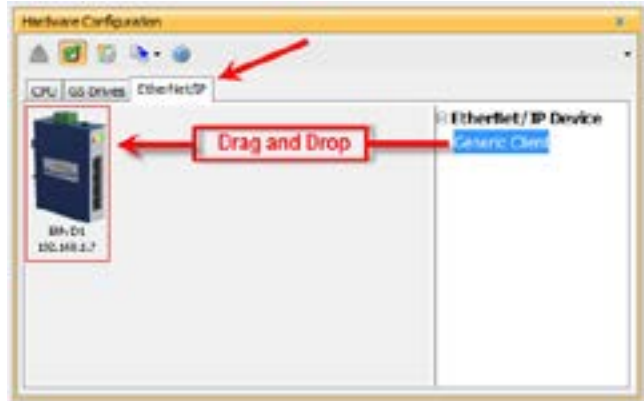 Hardware Configuration
CPU GS Drives EtherNet/IP
EtherNet/IP Device
Generic Client
Drag and Drop